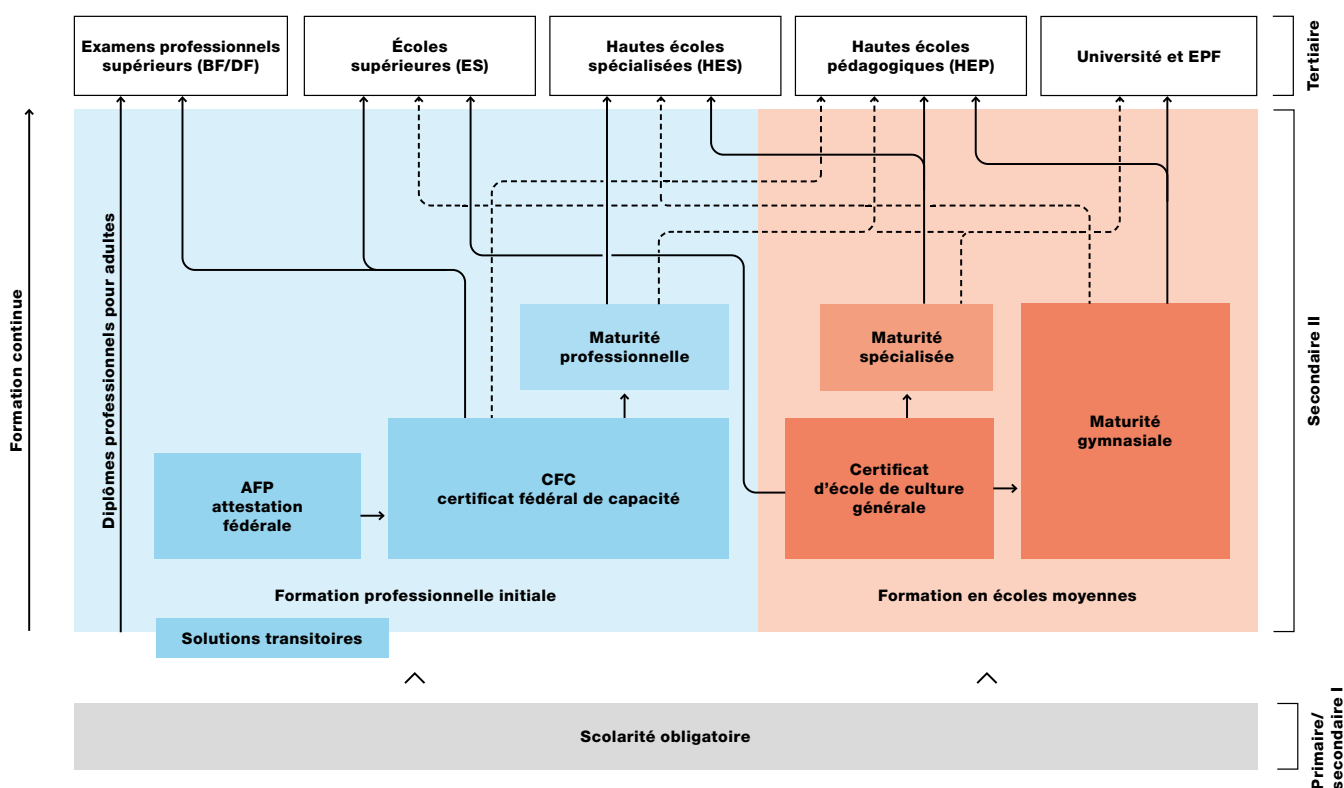 Examens professionnels
supérieurs (BF/DF)
Écoles
supérieures (ES)
Hautes écoles
spécialisées (HES)
Hautes écoles
pédagogiques (HEP)
Université et EPF
Tertiaire
Formation continue
Diplômes professionnels pour adultes
Secondaire II
Maturité
professionnelle
Maturité
spécialisée
Maturité
gymnasiale
AFP
attestation
fédérale
CFC
certificat fédéral de capacité
Certificat
d'école de culture
générale
Formation professionnelle initiale
Formation en écoles moyennes
Solutions transitoires
Scolarité obligatoire
Primaire/
secondaire I